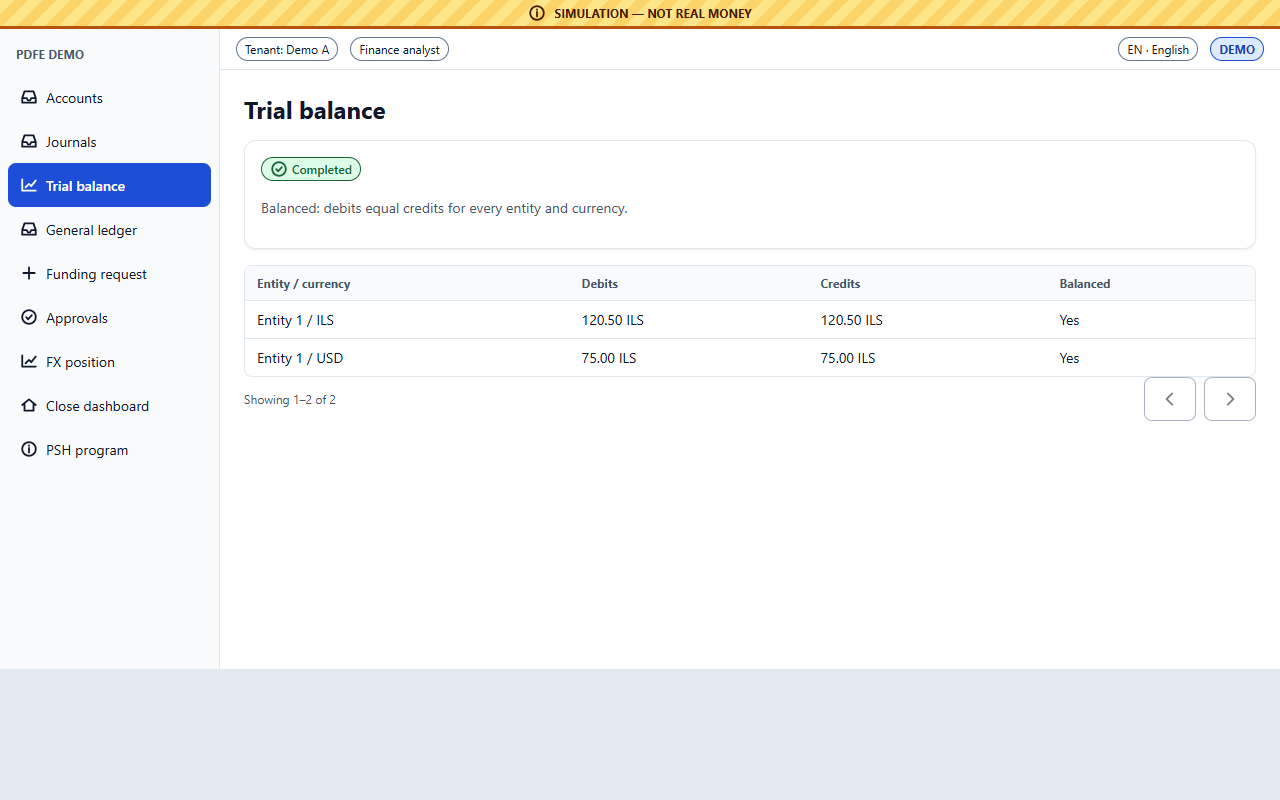 SIMULATION — NOT REAL MONEY
PDFE DEMO
Tenant: Demo A
Finance analyst
EN · English
DEMO
Accounts
Journals
Trial balance
General ledger
Funding request
Approvals
FX position
Close dashboard
PSH program
Trial balance
Completed
Balanced: debits equal credits for every entity and currency.
Entity / currency Debits Credits Balanced
Entity 1 / ILS 120.50 ILS 120.50 ILS Yes
Entity 1 / USD 75.00 ILS 75.00 ILS Yes
Showing 1–2 of 2